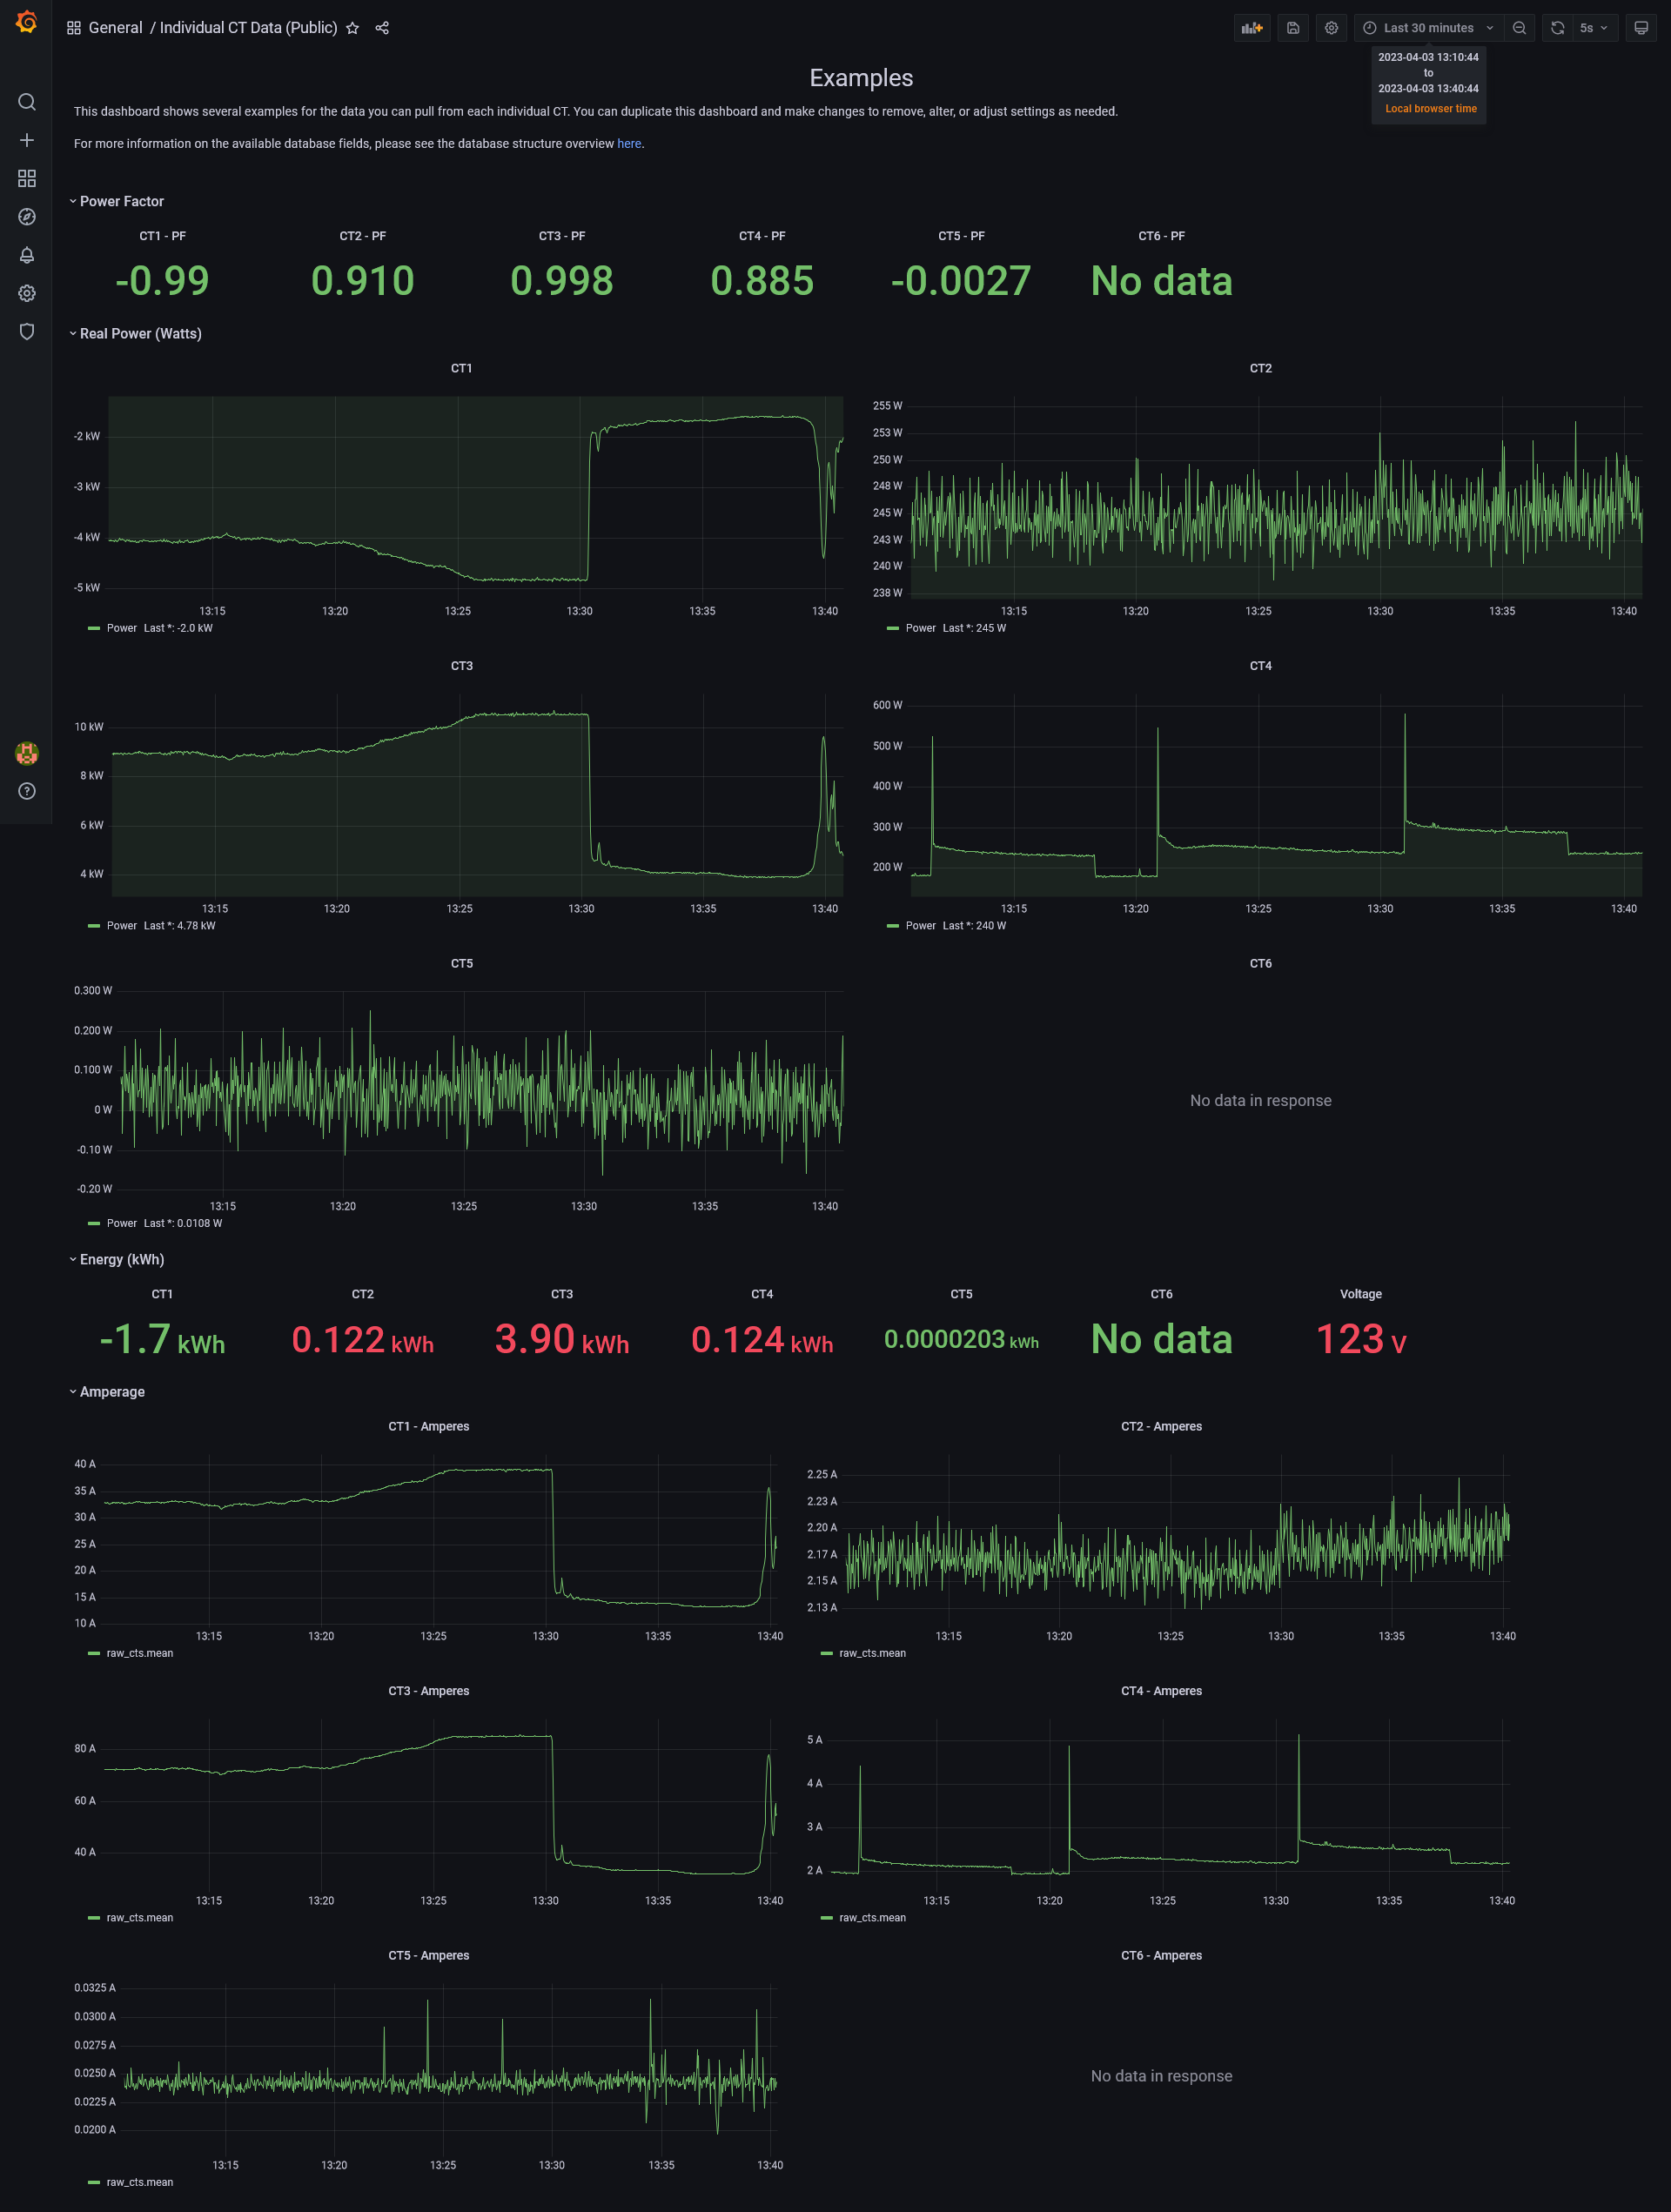 General / Individual CT Data (Public)
Last 30 minutes
5s
2023-04-03 13:10:44
to
2023-04-03 13:40:44
Local browser time
Examples
This dashboard shows several examples for the data you can pull from each individual CT. You can duplicate this dashboard and make changes to remove, alter, or adjust settings as needed.
For more information on the available database fields, please see the database structure overview here.
Power Factor
CT1 - PF
CT2 - PF
CT3 - PF
CT4 - PF
CT5 - PF
CT6 - PF
-0.99
0.910
0.998
0.885
-0.0027
No data
Real Power (Watts)
CT1
-2 kW
-3 kW
-4 kW
-5 kW
13:15 13:20 13:25 13:30 13:35 13:40
Power Last *: -2.0 kW
CT2
255 W
253 W
250 W
248 W
245 W
243 W
240 W
238 W
13:15 13:20 13:25 13:30 13:35 13:40
Power Last *: 245 W
CT3
10 kW
8 kW
6 kW
4 kW
13:15 13:20 13:25 13:30 13:35 13:40
Power Last *: 4.78 kW
CT4
600 W
500 W
400 W
300 W
200 W
13:15 13:20 13:25 13:30 13:35 13:40
Power Last *: 240 W
CT5
0.300 W
0.200 W
0.100 W
0 W
-0.10 W
-0.20 W
13:15 13:20 13:25 13:30 13:35 13:40
Power Last *: 0.0108 W
CT6
No data in response
Energy (kWh)
CT1
CT2
CT3
CT4
CT5
CT6
Voltage
-1.7 kWh
0.122 kWh
3.90 kWh
0.124 kWh
0.0000203 kWh
No data
123 V
Amperage
CT1 - Amperes
40 A
35 A
30 A
25 A
20 A
15 A
10 A
13:15 13:20 13:25 13:30 13:35 13:40
raw_cts.mean
CT2 - Amperes
2.25 A
2.23 A
2.20 A
2.17 A
2.15 A
2.13 A
13:15 13:20 13:25 13:30 13:35 13:40
raw_cts.mean
CT3 - Amperes
80 A
60 A
40 A
13:15 13:20 13:25 13:30 13:35 13:40
raw_cts.mean
CT4 - Amperes
5 A
4 A
3 A
2 A
13:15 13:20 13:25 13:30 13:35 13:40
raw_cts.mean
CT5 - Amperes
0.0325 A
0.0300 A
0.0275 A
0.0250 A
0.0225 A
0.0200 A
13:15 13:20 13:25 13:30 13:35 13:40
raw_cts.mean
CT6 - Amperes
No data in response